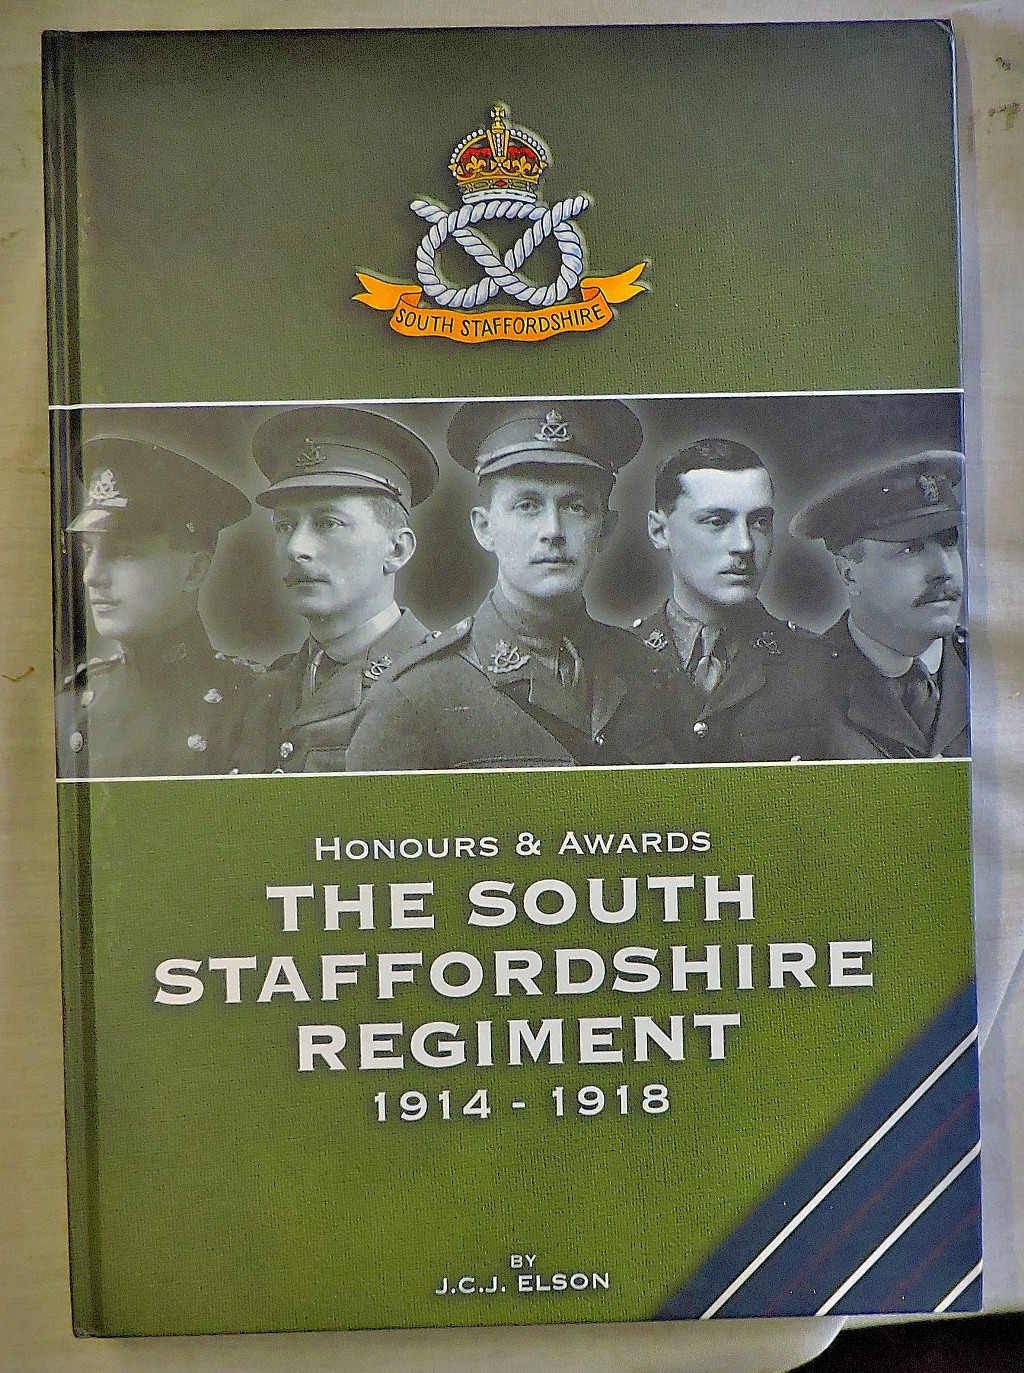 SOUTH STAFFORDSHIRE
HONOURS & AWARDS
THE SOUTH
STAFFORDSHIRE
REGIMENT
1914 - 1918
BY
J.C.J. ELSON